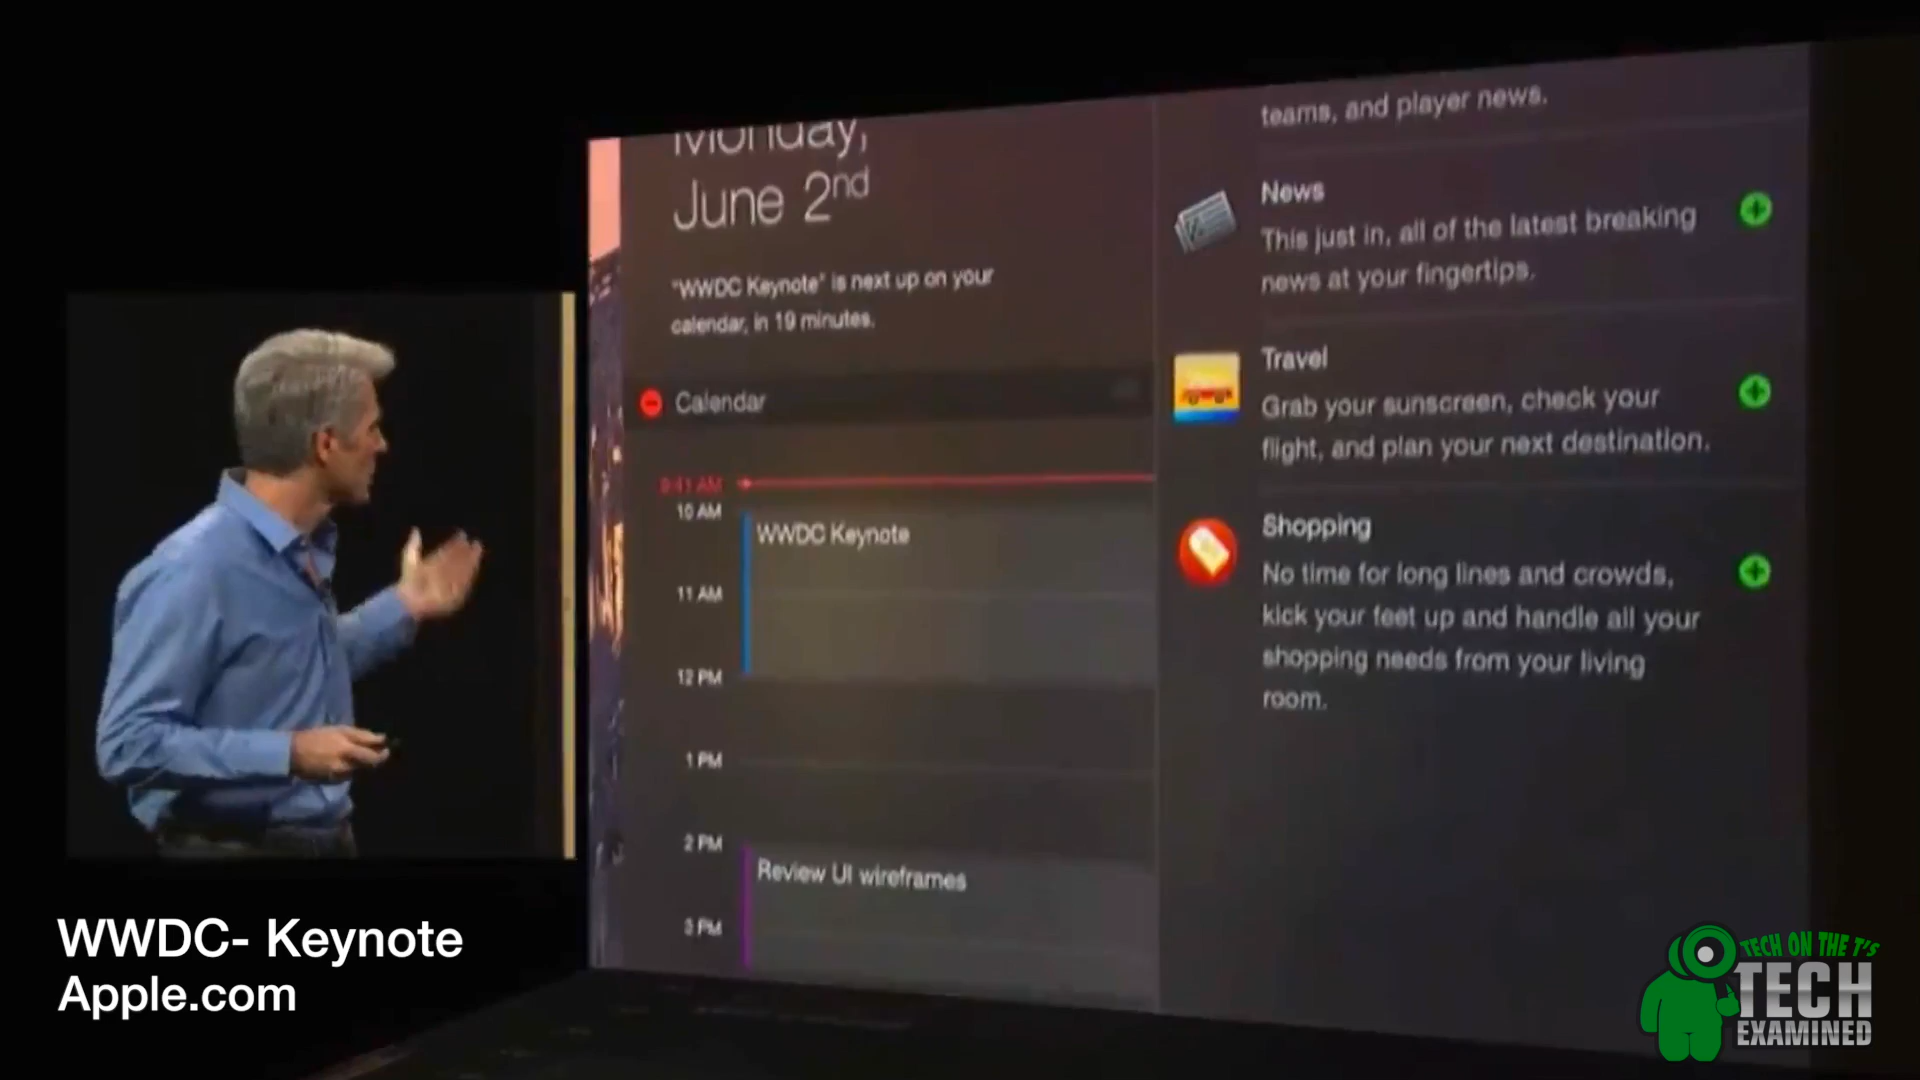 Monday,
June 2nd
"WWDC Keynote" is next up on your
calendar, in 19 minutes.
Calendar
9:41 AM
10 AM
WWDC Keynote
11 AM
12 PM
1 PM
2 PM
Review UI wireframes
3 PM
teams, and player news.
News
This just in, all of the latest breaking
news at your fingertips.
Travel
Grab your sunscreen, check your
flight, and plan your next destination.
Shopping
No time for long lines and crowds,
kick your feet up and handle all your
shopping needs from your living
room.
WWDC- Keynote
Apple.com
TECH ON THE T'S
TECH
EXAMINED